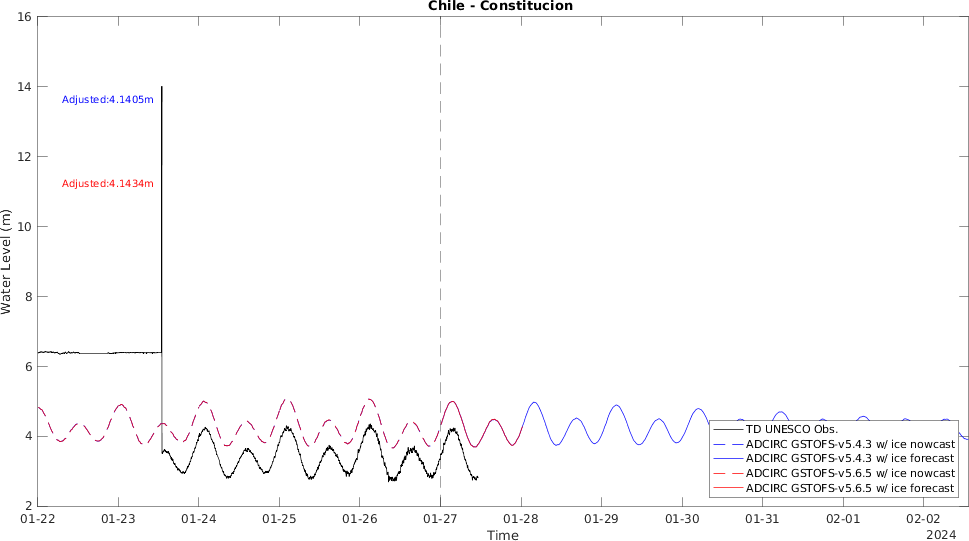 Chile - Constitucion
16
14
12
10
8
6
4
2
Water Level (m)
Adjusted:4.1405m
Adjusted:4.1434m
TD UNESCO Obs.
ADCIRC GSTOFS-v5.4.3 w/ ice nowcast
ADCIRC GSTOFS-v5.4.3 w/ ice forecast
ADCIRC GSTOFS-v5.6.5 w/ ice nowcast
ADCIRC GSTOFS-v5.6.5 w/ ice forecast
01-22 01-23 01-24 01-25 01-26 01-27 01-28 01-29 01-30 01-31 02-01 02-02
2024
Time